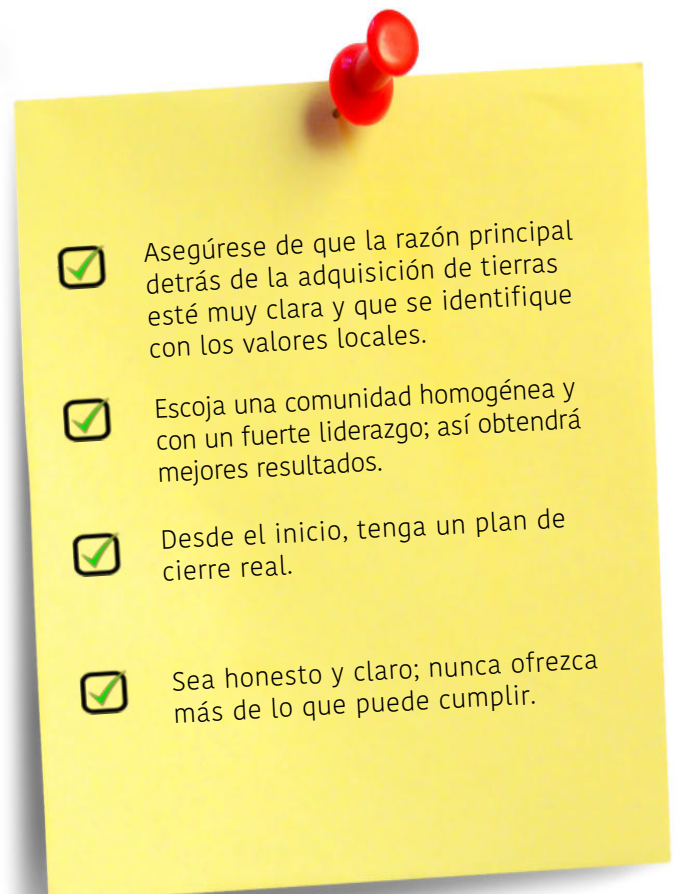 Asegúrese de que la razón principal
detrás de la adquisición de tierras
esté muy clara y que se identifique
con los valores locales.
Escoja una comunidad homogénea y
con un fuerte liderazgo; así obtendrá
mejores resultados.
Desde el inicio, tenga un plan de
cierre real.
Sea honesto y claro; nunca ofrezca
más de lo que puede cumplir.